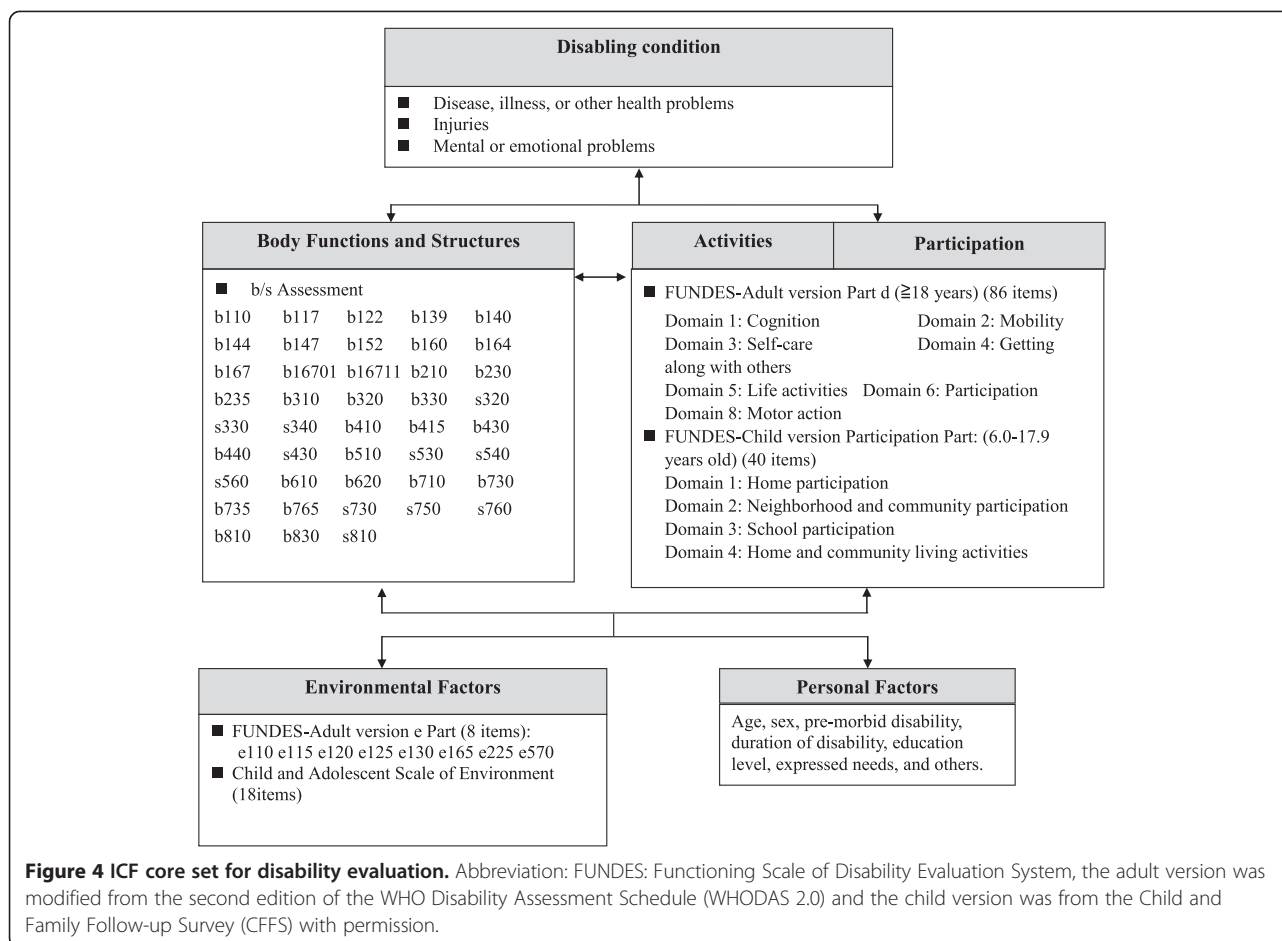 Disabling condition
■ Disease, illness, or other health problems
■ Injuries
■ Mental or emotional problems
Body Functions and Structures
■ b/s Assessment
b110 b117 b122 b139 b140
b144 b147 b152 b160 b164
b167 b16701 b16711 b210 b230
b235 b310 b320 b330 s320
s330 s340 b410 b415 b430
b440 s430 b510 s530 s540
s560 b610 b620 b710 b730
b735 b765 s730 s750 s760
b810 b830 s810
Activities Participation
■ FUNDES-Adult version Part d (≧18 years) (86 items)
Domain 1: Cognition Domain 2: Mobility
Domain 3: Self-care Domain 4: Getting
along with others
Domain 5: Life activities Domain 6: Participation
Domain 8: Motor action
■ FUNDES-Child version Participation Part: (6.0-17.9
years old) (40 items)
Domain 1: Home participation
Domain 2: Neighborhood and community participation
Domain 3: School participation
Domain 4: Home and community living activities
Environmental Factors
■ FUNDES-Adult version e Part (8 items):
e110 e115 e120 e125 e130 e165 e225 e570
■ Child and Adolescent Scale of Environment
(18items)
Personal Factors
Age, sex, pre-morbid disability,
duration of disability, education
level, expressed needs, and others.
Figure 4 ICF core set for disability evaluation. Abbreviation: FUNDES: Functioning Scale of Disability Evaluation System, the adult version was
modified from the second edition of the WHO Disability Assessment Schedule (WHODAS 2.0) and the child version was from the Child and
Family Follow-up Survey (CFFS) with permission.